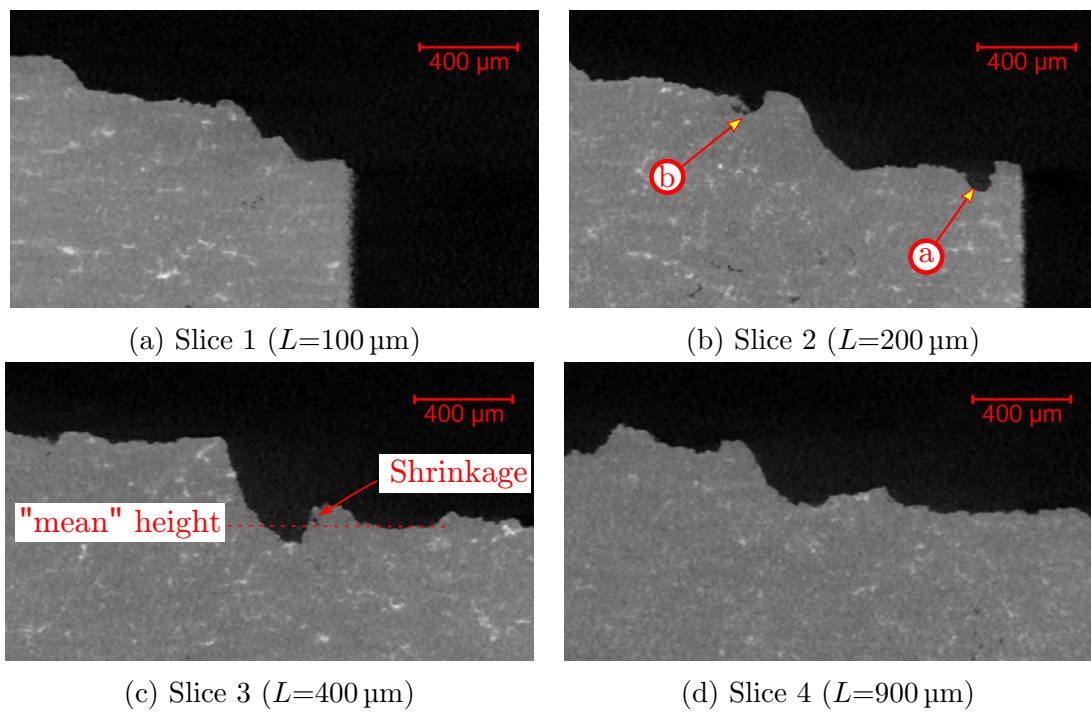 400 µm
400 µm
b
a
(a) Slice 1 (L=100 µm)
(b) Slice 2 (L=200 µm)
400 µm
400 µm
Shrinkage
"mean" height
(c) Slice 3 (L=400 µm)
(d) Slice 4 (L=900 µm)